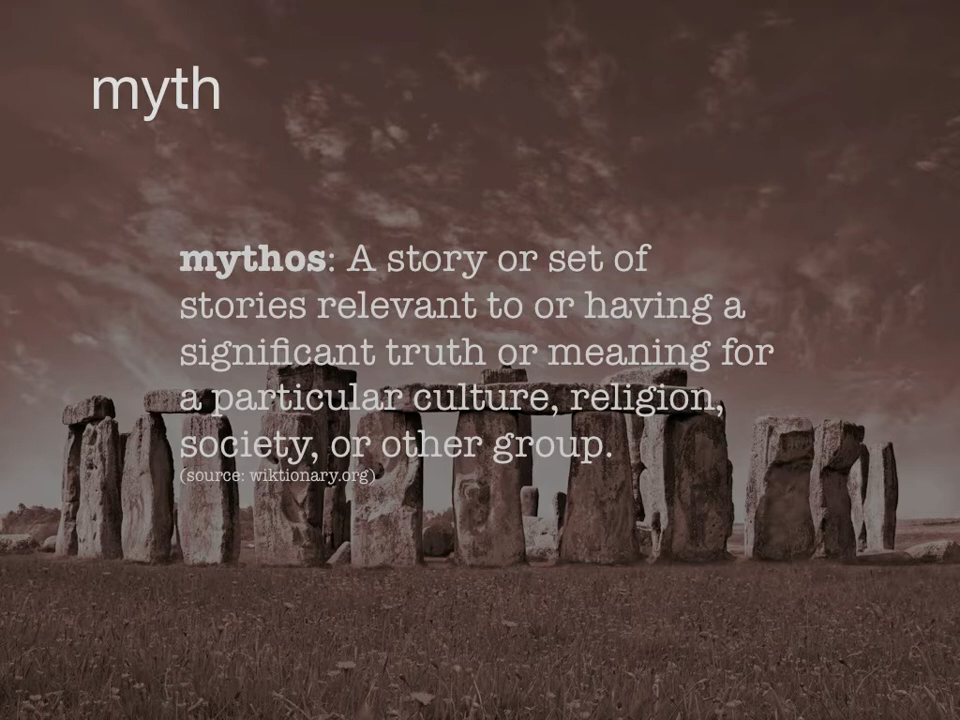 myth
mythos: A story or set of
stories relevant to or having a
significant truth or meaning for
a particular culture, religion,
society, or other group.
(source: wiktionary.org)